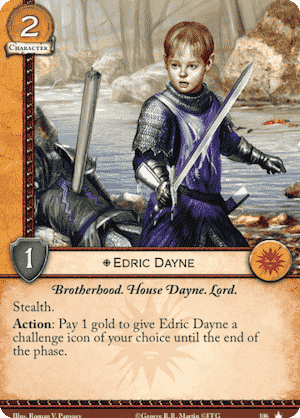 2
CHARACTER
1
EDRIC DAYNE
Brotherhood. House Dayne. Lord.
Stealth.
Action: Pay 1 gold to give Edric Dayne a
challenge icon of your choice until the end of
the phase.
Illus. Roman V. Papsuev ©George R.R. Martin ©FFG 106